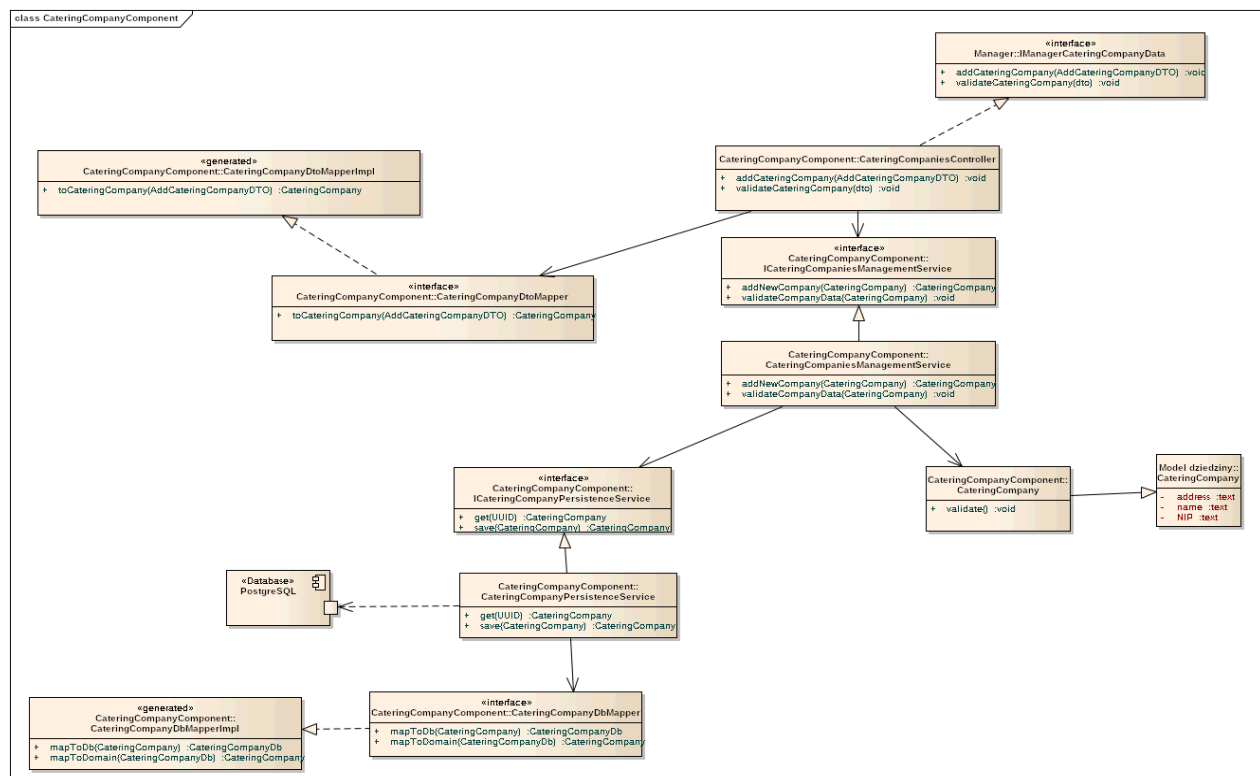 class CateringCompanyComponent
«interface»
Manager::IManagerCateringCompanyData
+ addCateringCompany(AddCateringCompanyDTO) :void
+ validateCateringCompany(dto) :void
«generated»
CateringCompanyComponent::CateringCompanyDtoMapperImpl
+ toCateringCompany(AddCateringCompanyDTO) :CateringCompany
CateringCompanyComponent::CateringCompaniesController
+ addCateringCompany(AddCateringCompanyDTO) :void
+ validateCateringCompany(dto) :void
«interface»
CateringCompanyComponent::
ICateringCompaniesManagementService
+ addNewCompany(CateringCompany) :CateringCompany
+ validateCompanyData(CateringCompany) :void
«interface»
CateringCompanyComponent::CateringCompanyDtoMapper
+ toCateringCompany(AddCateringCompanyDTO) :CateringCompany
CateringCompanyComponent::
CateringCompaniesManagementService
+ addNewCompany(CateringCompany) :CateringCompany
+ validateCompanyData(CateringCompany) :void
«interface»
CateringCompanyComponent::
ICateringCompanyPersistenceService
+ get(UUID) :CateringCompany
+ save(CateringCompany) :CateringCompany
CateringCompanyComponent::
CateringCompany
+ validate() :void
Model dziedziny::
CateringCompany
- address :text
- name :text
- NIP :text
«Database»
PostgreSQL
CateringCompanyComponent::
CateringCompanyPersistenceService
+ get(UUID) :CateringCompany
+ save(CateringCompany) :CateringCompany
«generated»
CateringCompanyComponent::
CateringCompanyDbMapperImpl
+ mapToDb(CateringCompany) :CateringCompanyDb
+ mapToDomain(CateringCompanyDb) :CateringCompany
«interface»
CateringCompanyComponent::CateringCompanyDbMapper
+ mapToDb(CateringCompany) :CateringCompanyDb
+ mapToDomain(CateringCompanyDb) :CateringCompany